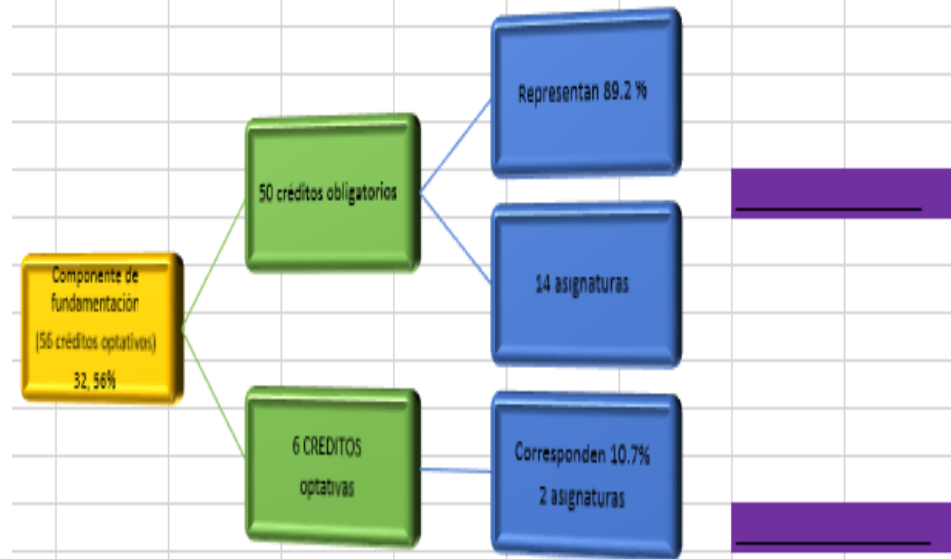 Componente de
fundamentación
(56 créditos optativos)
32, 56%
50 créditos obligatorios
Representan 89.2 %
14 asignaturas
6 CREDITOS
optativas
Corresponden 10.7%
2 asignaturas